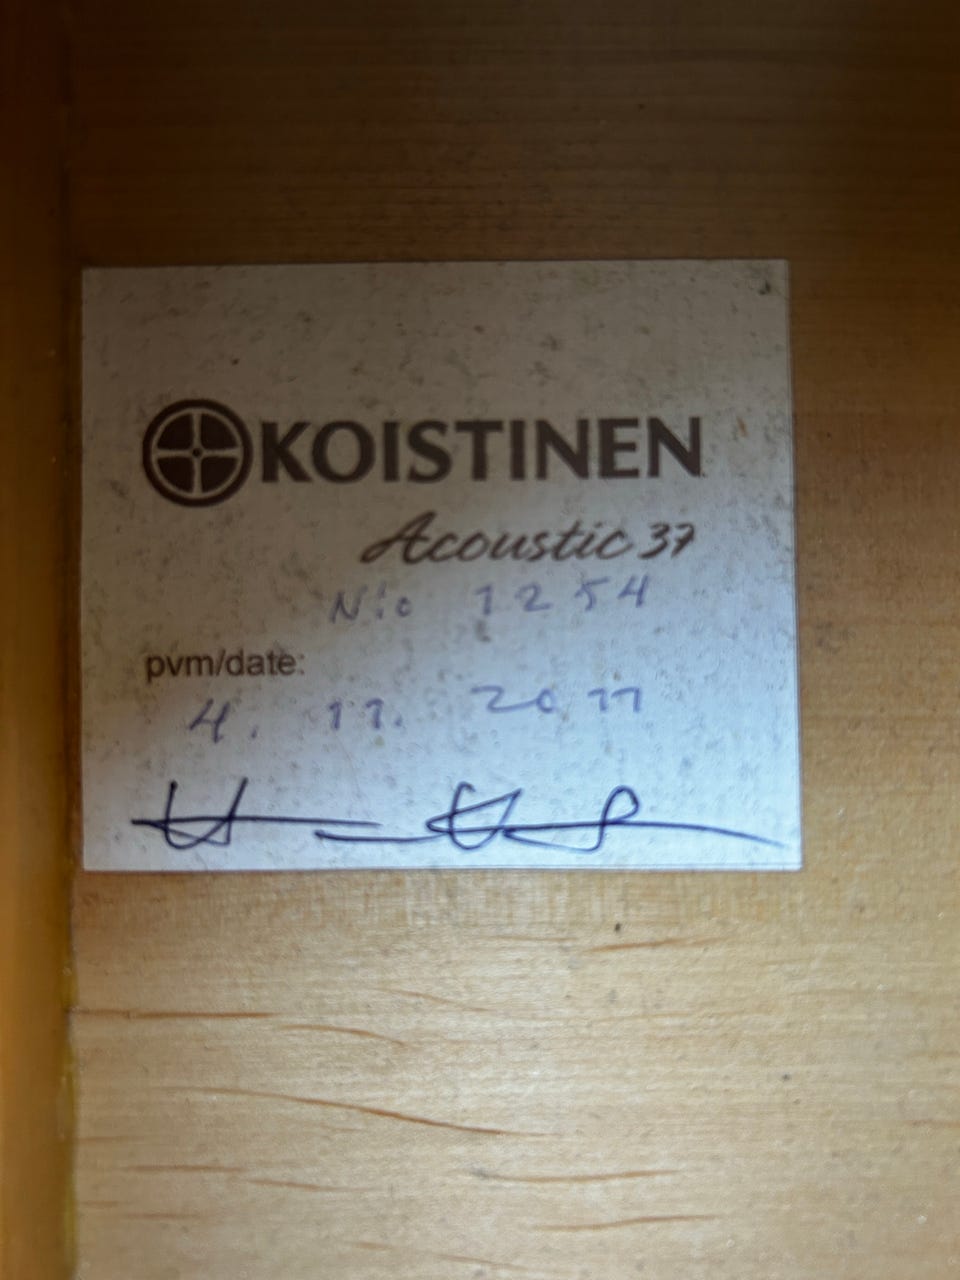 KOISTINEN
Acoustic 37
N:o 1254
pvm/date:
4. 11. 2011